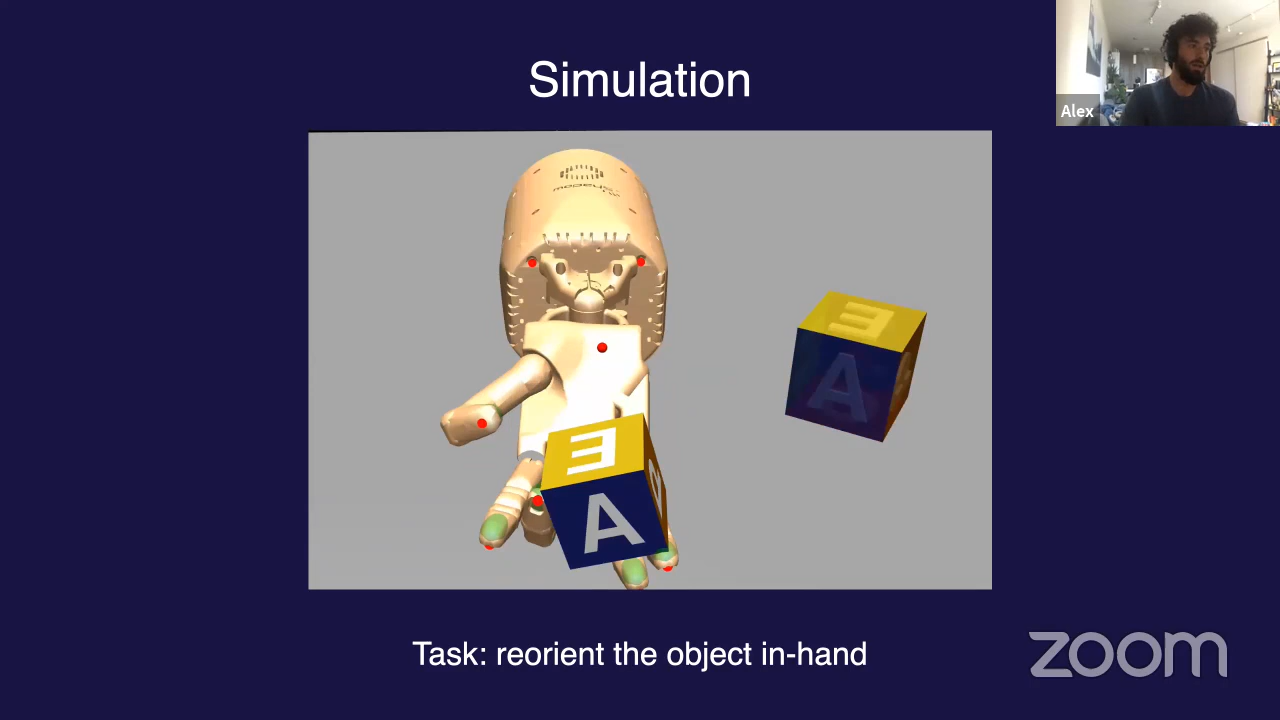 Simulation
Alex
E
A
E
A
Task: reorient the object in-hand
zoom